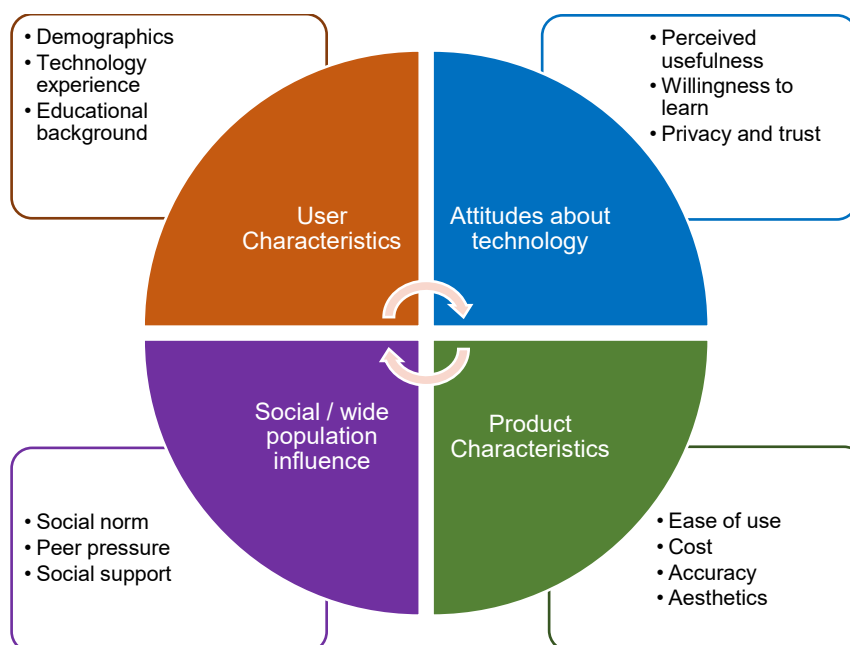 • Demographics
• Technology
experience
• Educational
background
• Perceived
usefulness
• Willingness to
learn
• Privacy and trust
User
Characteristics
Attitudes about
technology
Social / wide
population
influence
Product
Characteristics
• Social norm
• Peer pressure
• Social support
• Ease of use
• Cost
• Accuracy
• Aesthetics